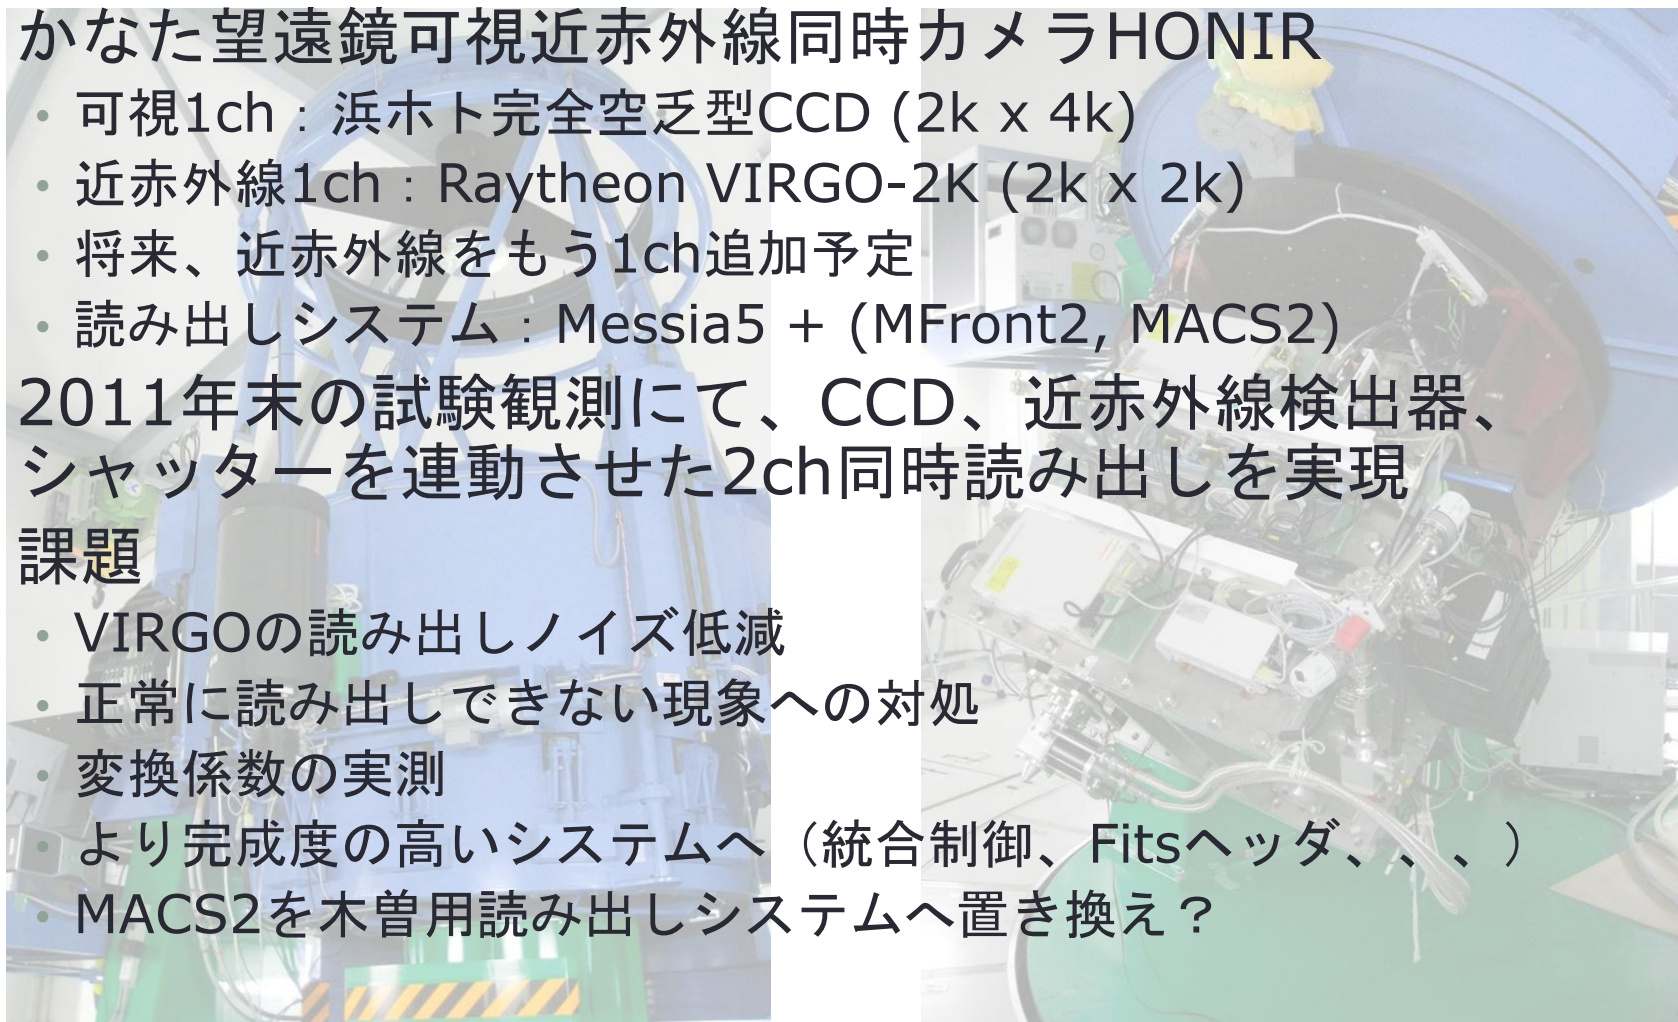 かなた望遠鏡可視近赤外線同時カメラHONIR
• 可視1ch：浜ホト完全空乏型CCD (2k x 4k)
• 近赤外線1ch：Raytheon VIRGO-2K (2k x 2k)
• 将来、近赤外線をもう1ch追加予定
• 読み出しシステム：Messia5 + (MFront2, MACS2)
2011年末の試験観測にて、CCD、近赤外線検出器、
シャッターを連動させた2ch同時読み出しを実現
課題
• VIRGOの読み出しノイズ低減
• 正常に読み出しできない現象への対処
• 変換係数の実測
• より完成度の高いシステムへ（統合制御、Fitsヘッダ、、、）
• MACS2を木曽用読み出しシステムへ置き換え？